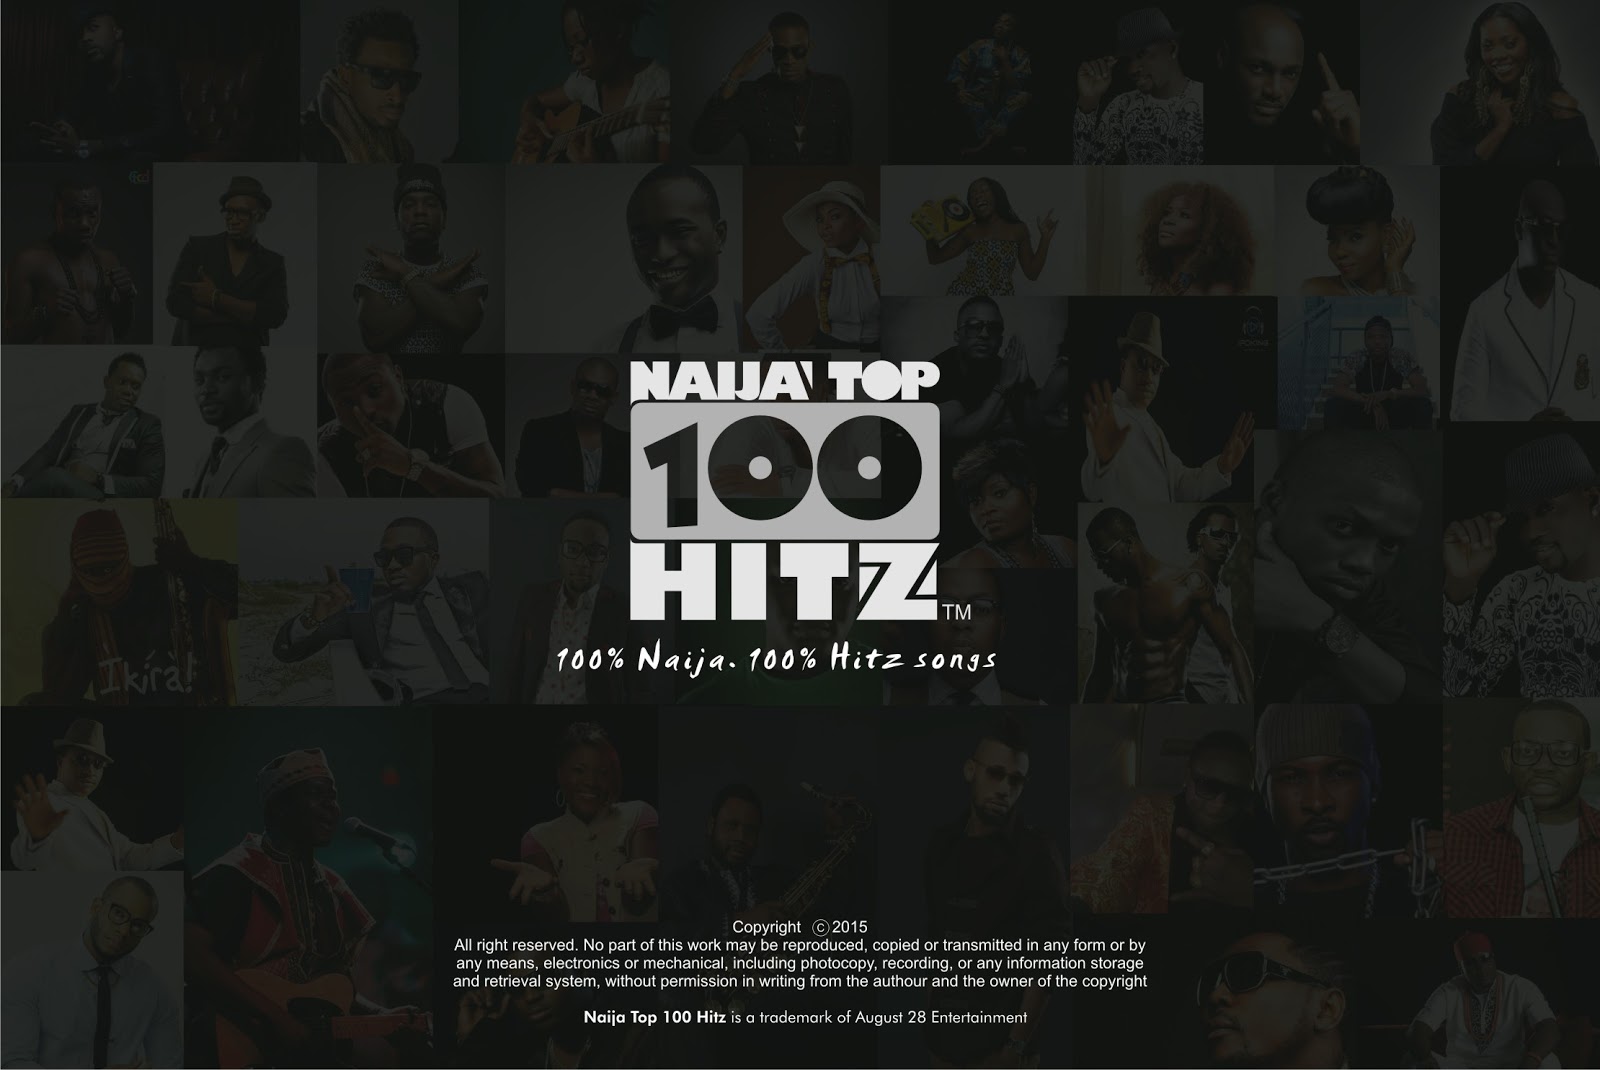 NAIJA TOP
100
HITZ TM
100% Naija. 100% Hitz songs
Ikirà!
Copyright ©2015
All right reserved. No part of this work may be reproduced, copied or transmitted in any form or by
any means, electronics or mechanical, including photocopy, recording, or any information storage
and retrieval system, without permission in writing from the authour and the owner of the copyright
Naija Top 100 Hitz is a trademark of August 28 Entertainment